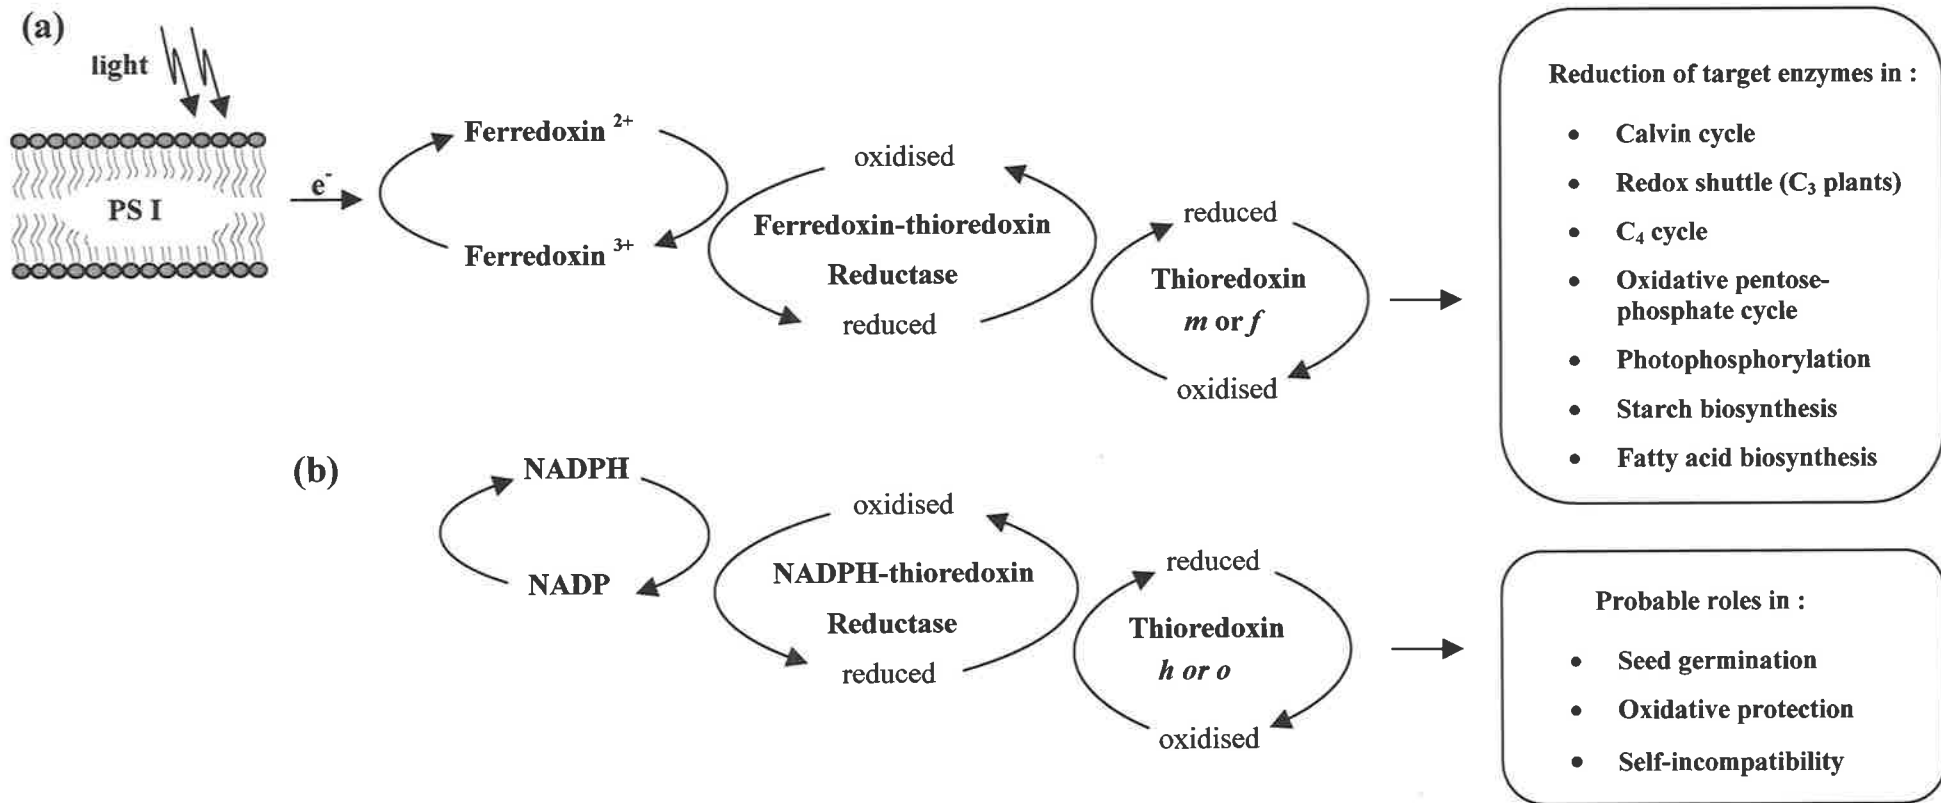 (a)
light
PS I
e-
Ferredoxin 2+
Ferredoxin 3+
oxidised
Ferredoxin-thioredoxin
Reductase
reduced
reduced
Thioredoxin
m or f
oxidised
Reduction of target enzymes in :
• Calvin cycle
• Redox shuttle (C3 plants)
• C4 cycle
• Oxidative pentose-
phosphate cycle
• Photophosphorylation
• Starch biosynthesis
• Fatty acid biosynthesis
(b)
NADPH
NADP
oxidised
NADPH-thioredoxin
Reductase
reduced
reduced
Thioredoxin
h or o
oxidised
Probable roles in :
• Seed germination
• Oxidative protection
• Self-incompatibility